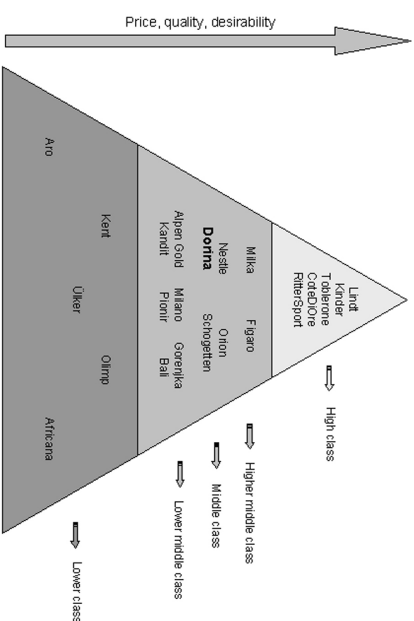 Price, quality, desirability
Lindt
Kinder
Toblerone
CoteDiOre
RitterSport
High class
Milka
Figaro
Higher middle class
Nestle
Orion
Dorina
Schogetten
Middle class
Alpen Gold
Milano
Gorenjka
Kandit
Pionir
Bali
Lower middle class
Kent
Olimp
Ülker
Aro
Africana
Lower class